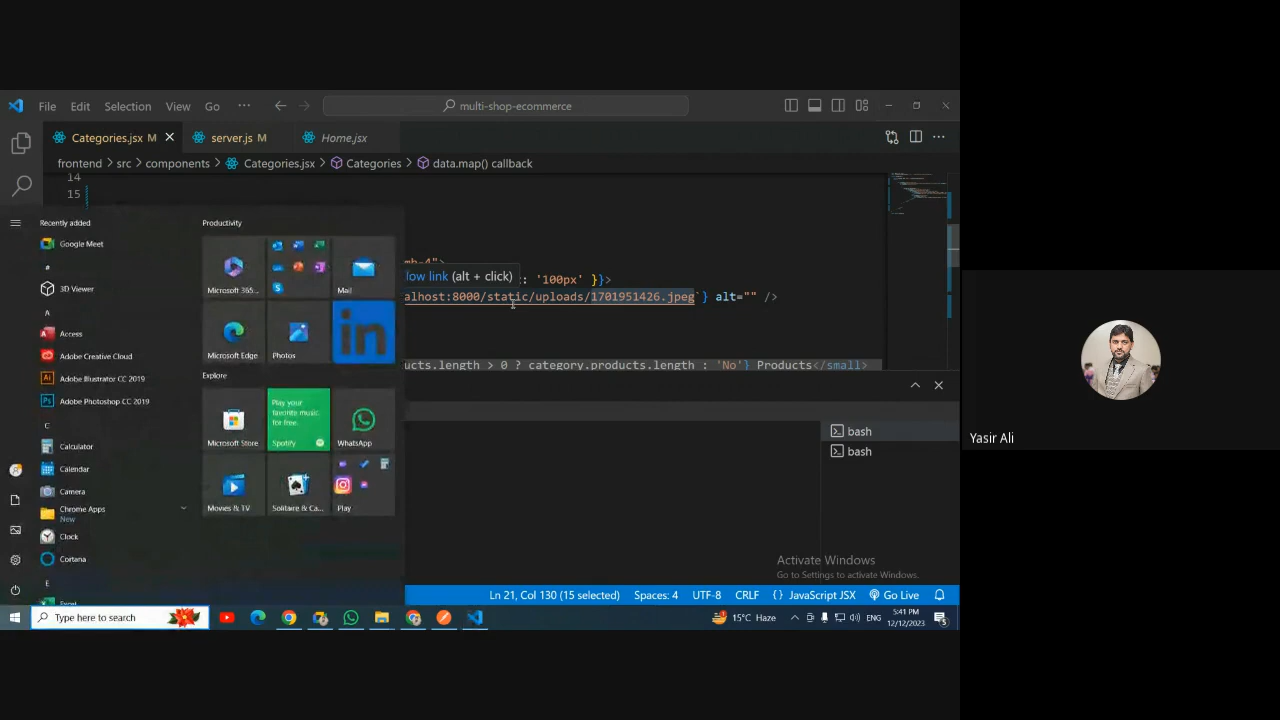 File Edit Selection View Go ··· multi-shop-ecommerce
Categories.jsx M server.js M Home.jsx
frontend > src > components > Categories.jsx > Categories > data.map() callback
14
15
mb-4">
low link (alt + click) : '100px' }}>
alhost:8000/static/uploads/1701951426.jpeg`} alt="" />
ucts.length > 0 ? category.products.length : 'No'} Products</small>
bash
bash
Recently added
Google Meet
3D Viewer
A
Access
Adobe Creative Cloud
Adobe Illustrator CC 2019
Adobe Photoshop CC 2019
C
Calculator
Calendar
Camera
Chrome Apps
New
Clock
Cortana
E
Excel
Productivity
Microsoft 365...
Mail
Microsoft Edge
Photos
in
Explore
Microsoft Store
Play your
favorite music
for free.
Spotify
WhatsApp
Movies & TV
Solitaire & Ca...
Play
Activate Windows
Go to Settings to activate Windows.
Ln 21, Col 130 (15 selected) Spaces: 4 UTF-8 CRLF { } JavaScript JSX Go Live
Type here to search
15°C Haze ENG 5:41 PM
12/12/2023
5
Yasir Ali